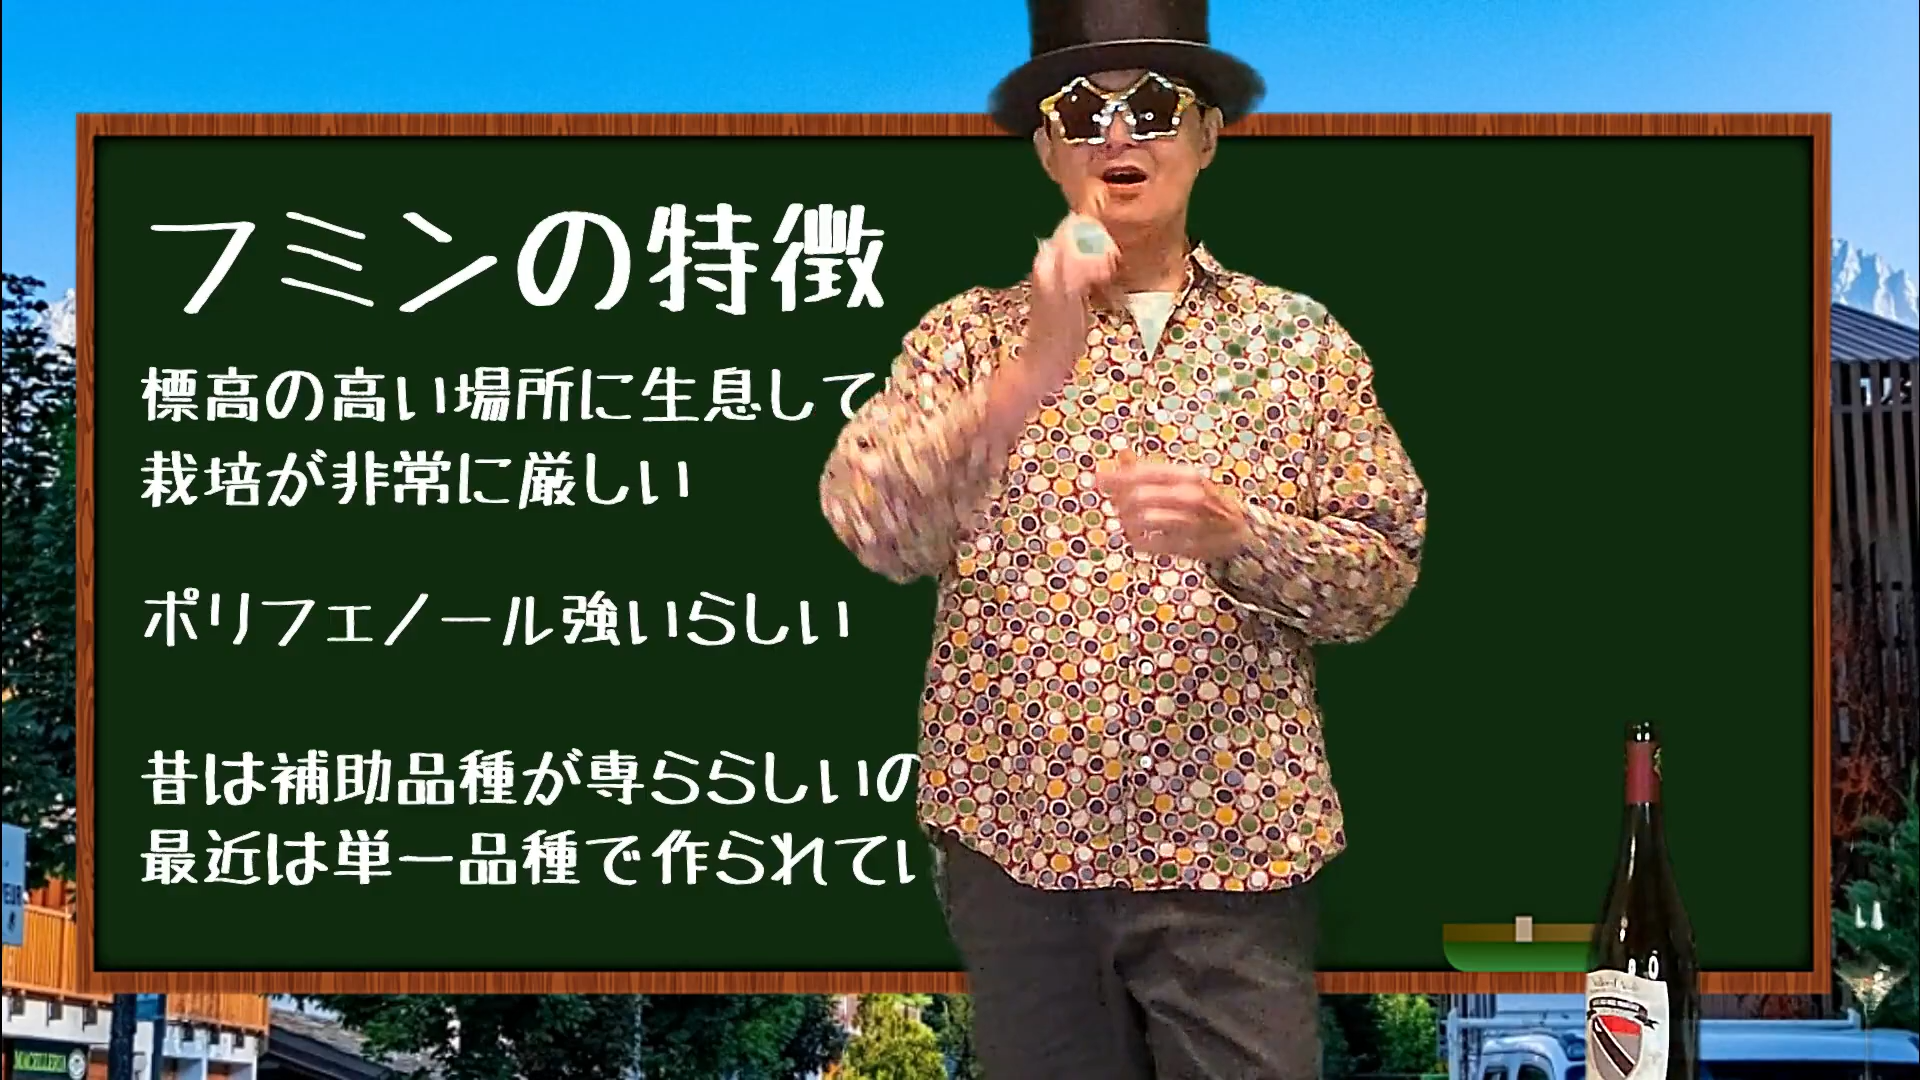 フミンの特徴
標高の高い場所に生息して
栽培が非常に厳しい
ポリフェノール強いらしい
昔は補助品種が専ららしいの
最近は単一品種で作られてい
MACELLERIA